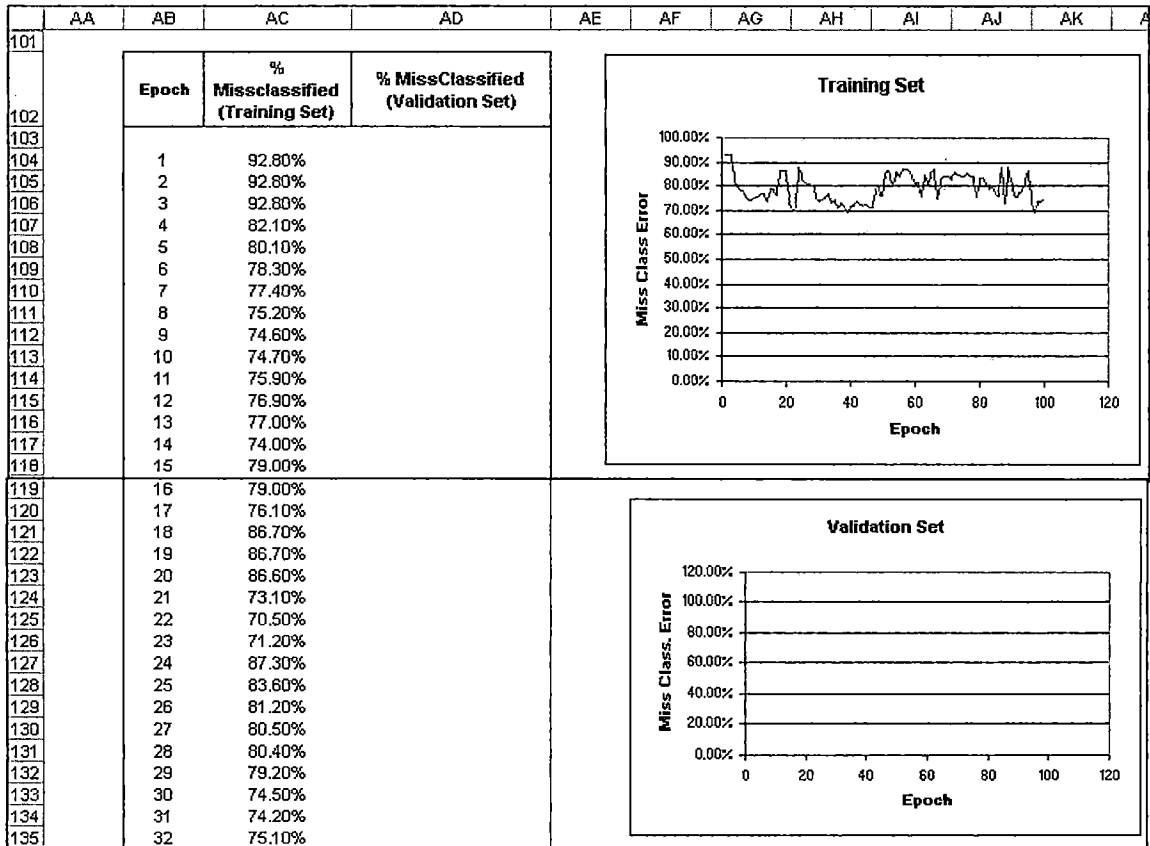 AA AB AC AD AE AF AG AH AI AJ AK A
101
102 Epoch % Missclassified (Training Set) % MissClassified (Validation Set)
103
104 1 92.80%
105 2 92.80%
106 3 92.80%
107 4 82.10%
108 5 80.10%
109 6 78.30%
110 7 77.40%
111 8 75.20%
112 9 74.60%
113 10 74.70%
114 11 75.90%
115 12 76.90%
116 13 77.00%
117 14 74.00%
118 15 79.00%
119 16 79.00%
120 17 76.10%
121 18 86.70%
122 19 86.70%
123 20 86.60%
124 21 73.10%
125 22 70.50%
126 23 71.20%
127 24 87.30%
128 25 83.60%
129 26 81.20%
130 27 80.50%
131 28 80.40%
132 29 79.20%
133 30 74.50%
134 31 74.20%
135 32 75.10%
Training Set
Miss Class Error
100.00%
90.00%
80.00%
70.00%
60.00%
50.00%
40.00%
30.00%
20.00%
10.00%
0.00%
0 20 40 60 80 100 120
Epoch
Validation Set
Miss Class. Error
120.00%
100.00%
80.00%
60.00%
40.00%
20.00%
0.00%
0 20 40 60 80 100 120
Epoch